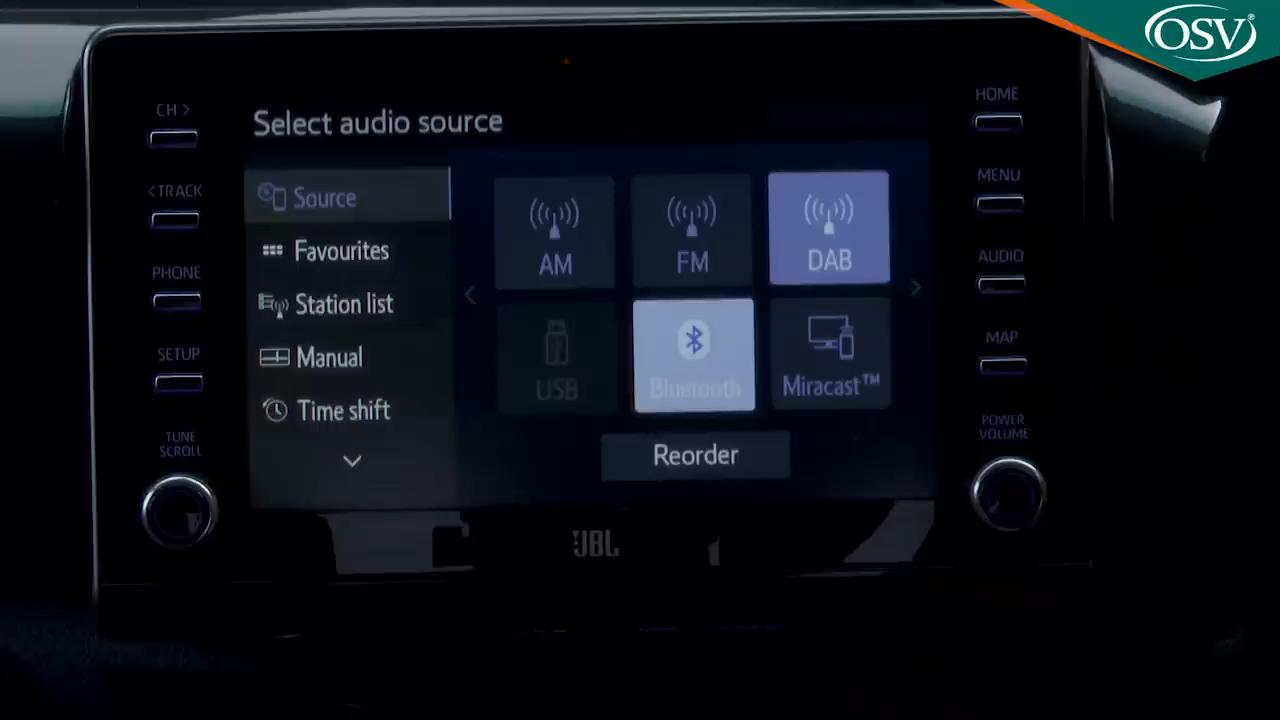 OSV
CH >
< TRACK
PHONE
SETUP
TUNE
SCROLL
Select audio source
Source
Favourites
Station list
Manual
Time shift
AM
FM
DAB
USB
Bluetooth
Miracast™
Reorder
HOME
MENU
AUDIO
MAP
POWER
VOLUME
JBL